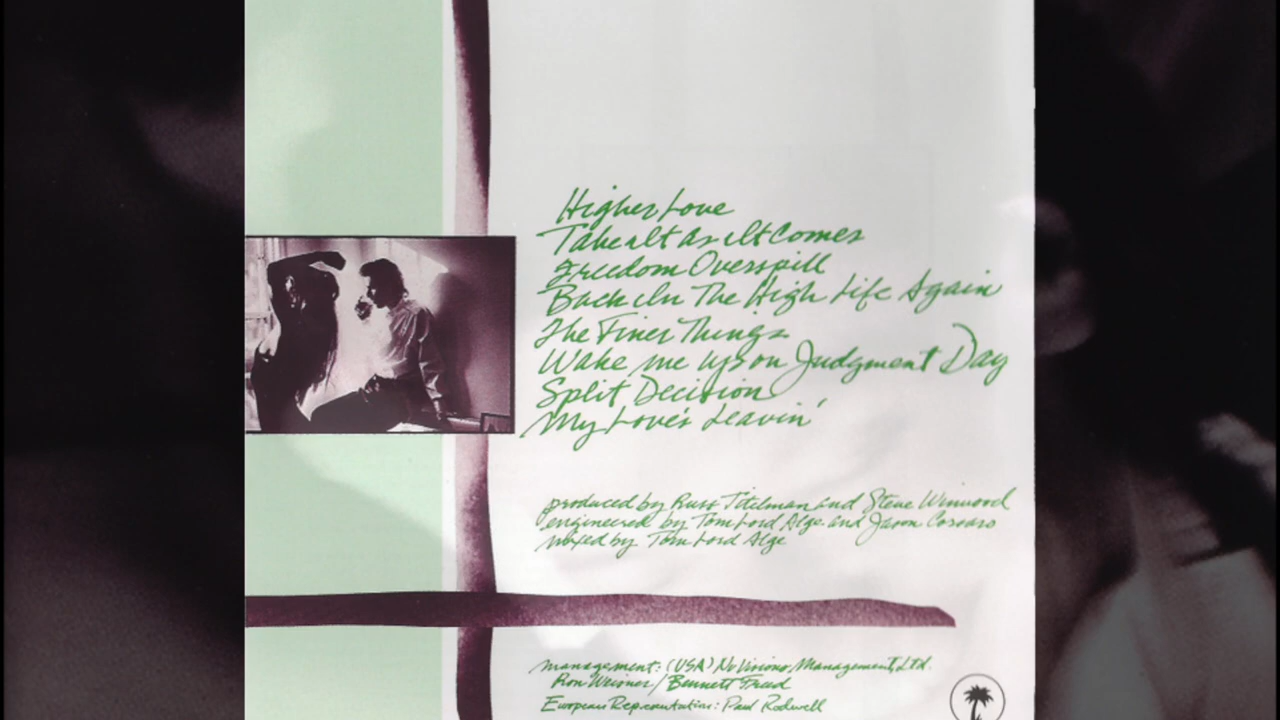 Higher Love
Take It As It Comes
Freedom Overspill
Back In The High Life Again
The Finer Things
Wake me Up on Judgment Day
Split Decision
My Love's Leavin'
produced by Russ Titelman and Steve Winwood
engineered by Tom Lord Alge and Jason Corsaro
mixed by Tom Lord Alge
management: (USA) No Visions Management, Ltd.
Ron Weisner / Bennett Freed
European Representation: Paul Rodwell